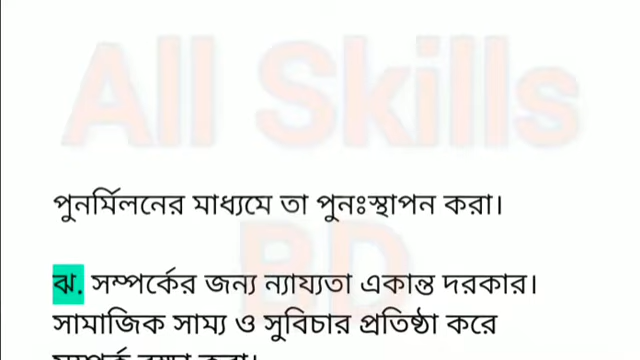 All Skills
BD
পুনর্মিলনের মাধ্যমে তা পুনঃস্থাপন করা।
ঝ. সম্পর্কের জন্য ন্যায্যতা একান্ত দরকার।
সামাজিক সাম্য ও সুবিচার প্রতিষ্ঠা করে